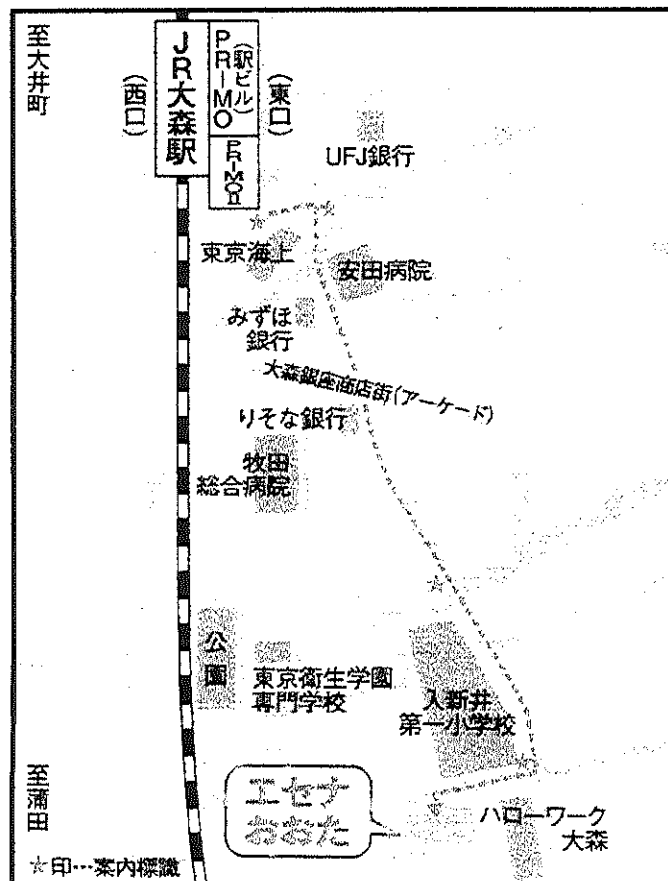 至大井町
JR大森駅
(西口)
PRIMO
(駅ビル)
PRIMOⅡ
(東口)
UFJ銀行
東京海上
安田病院
みずほ
銀行
大森銀座商店街(アーケード)
りそな銀行
牧田
総合病院
公園
東京衛生学園
専門学校
入新井
第一小学校
エセナ
おおた
ハローワーク
大森
至蒲田
☆印…案内標識